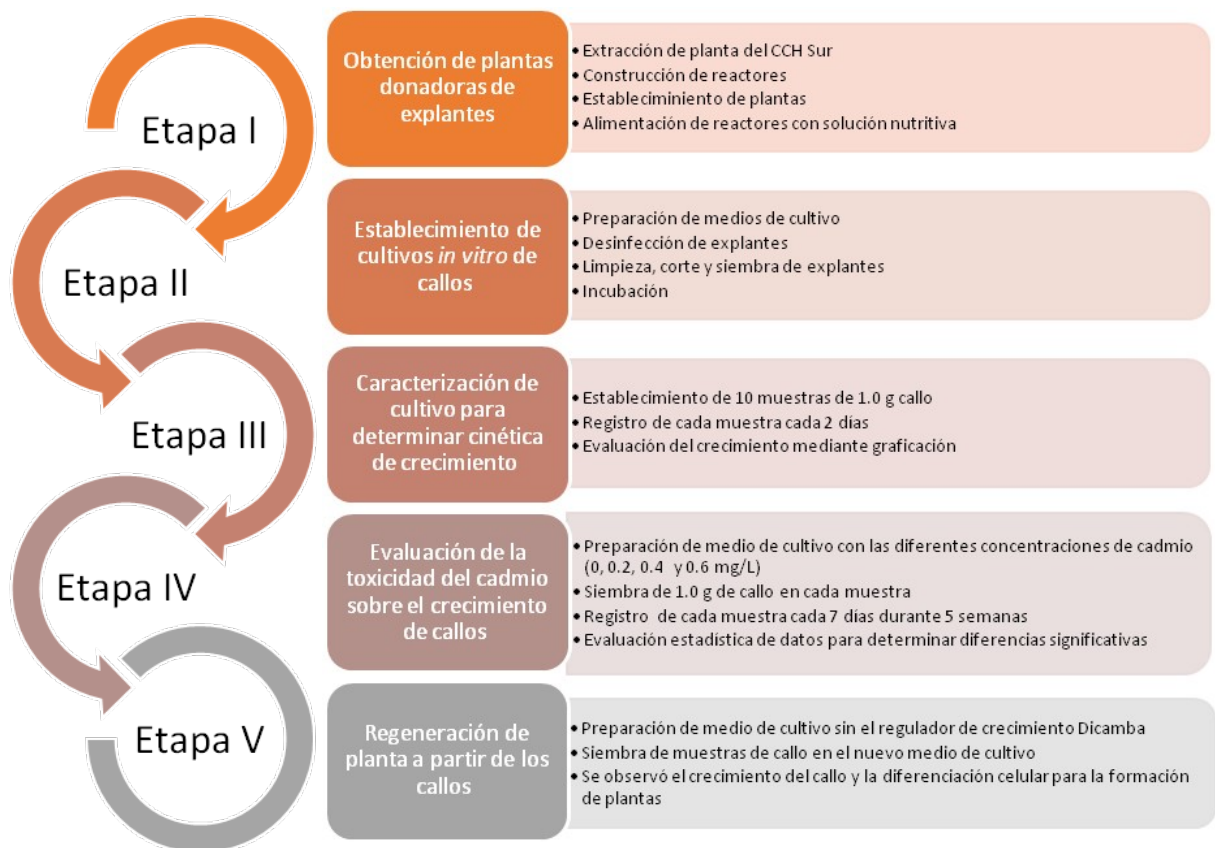 Etapa I
Obtención de plantas
donadoras de
explantes
• Extracción de planta del CCH Sur
• Construcción de reactores
• Estableciminiento de plantas
• Alimentación de reactores con solución nutritiva
Etapa II
Establecimiento de
cultivos in vitro de
callos
• Preparación de medios de cultivo
• Desinfección de explantes
• Limpieza, corte y siembra de explantes
• Incubación
Etapa III
Caracterización de
cultivo para
determinar cinética
de crecimiento
• Establecimiento de 10 muestras de 1.0 g callo
• Registro de cada muestra cada 2 días
• Evaluación del crecimiento mediante graficación
Etapa IV
Evaluación de la
toxicidad del cadmio
sobre el crecimiento
de callos
• Preparación de medio de cultivo con las diferentes concentraciones de cadmio
(0, 0.2, 0.4 y 0.6 mg/L)
• Siembra de 1.0 g de callo en cada muestra
• Registro de cada muestra cada 7 días durante 5 semanas
• Evaluación estadística de datos para determinar diferencias significativas
Etapa V
Regeneración de
planta a partir de los
callos
• Preparación de medio de cultivo sin el regulador de crecimiento Dicamba
• Siembra de muestras de callo en el nuevo medio de cultivo
• Se observó el crecimiento del callo y la diferenciación celular para la formación
de plantas